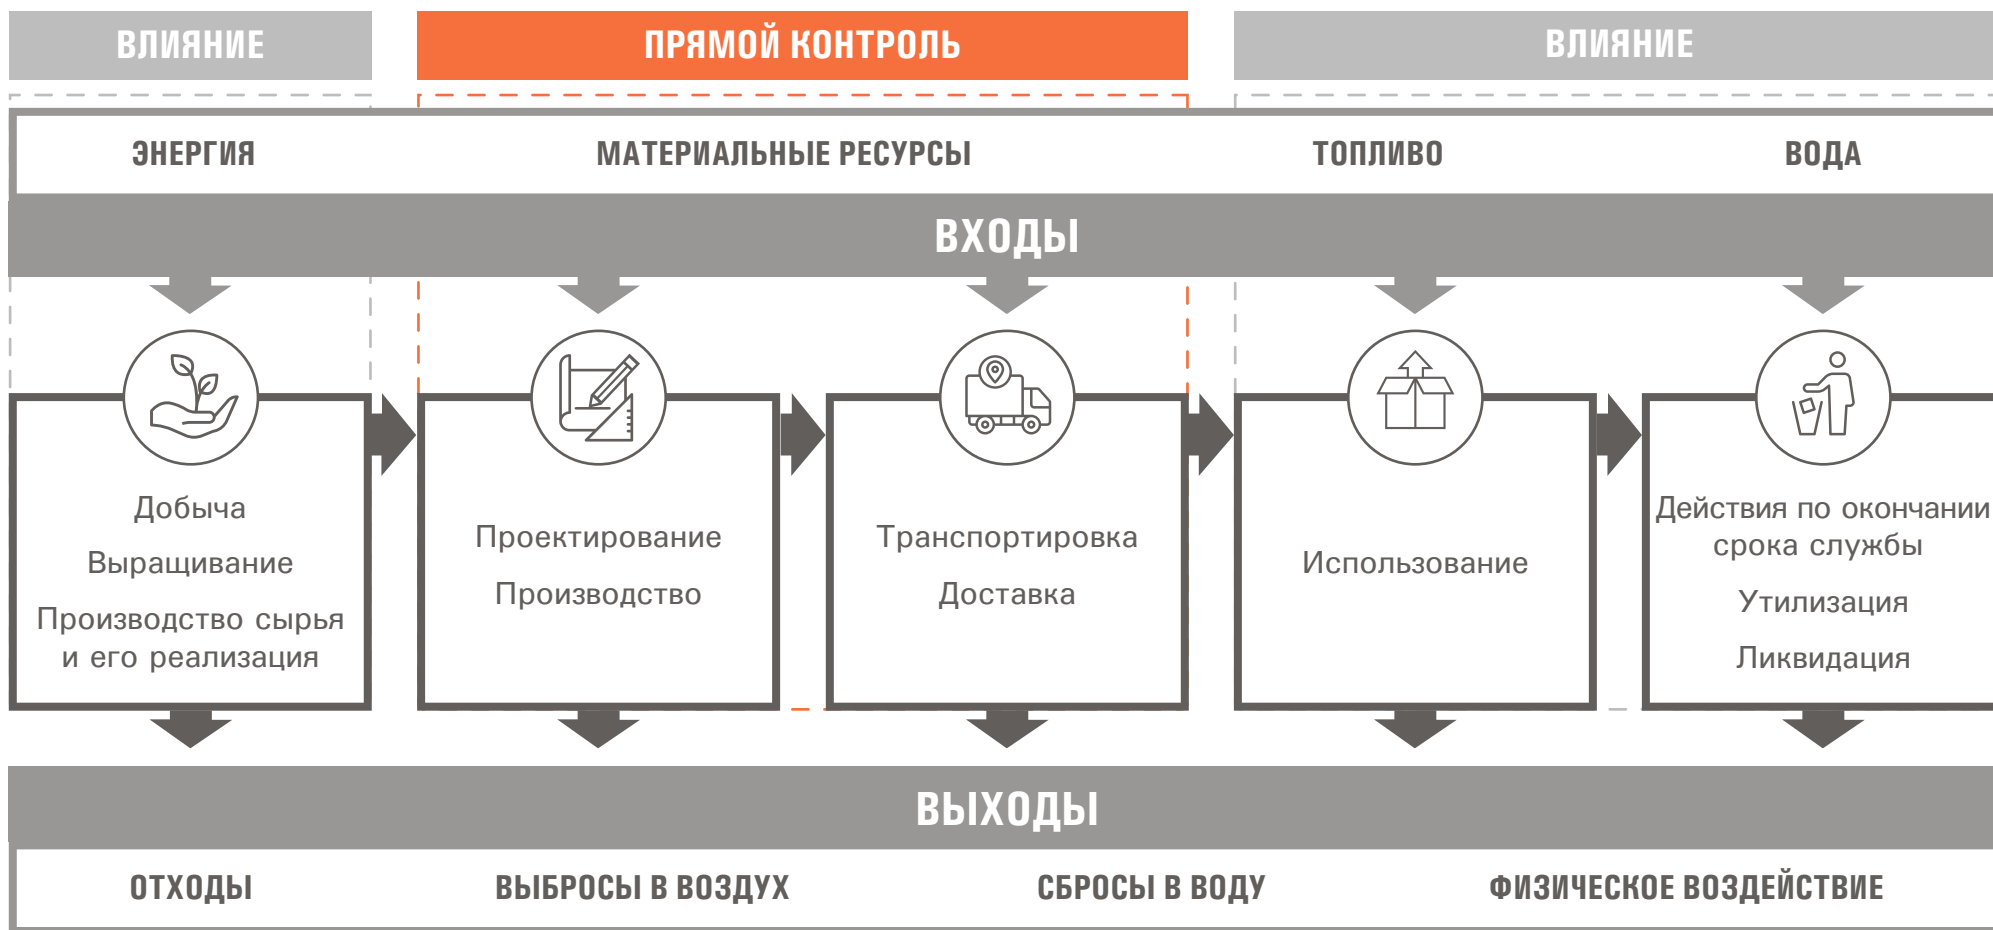 ВЛИЯНИЕ
ПРЯМОЙ КОНТРОЛЬ
ВЛИЯНИЕ
ЭНЕРГИЯ
МАТЕРИАЛЬНЫЕ РЕСУРСЫ
ТОПЛИВО
ВОДА
ВХОДЫ
Добыча
Выращивание
Производство сырья
и его реализация
Проектирование
Производство
Транспортировка
Доставка
Использование
Действия по окончании
срока службы
Утилизация
Ликвидация
ВЫХОДЫ
ОТХОДЫ
ВЫБРОСЫ В ВОЗДУХ
СБРОСЫ В ВОДУ
ФИЗИЧЕСКОЕ ВОЗДЕЙСТВИЕ